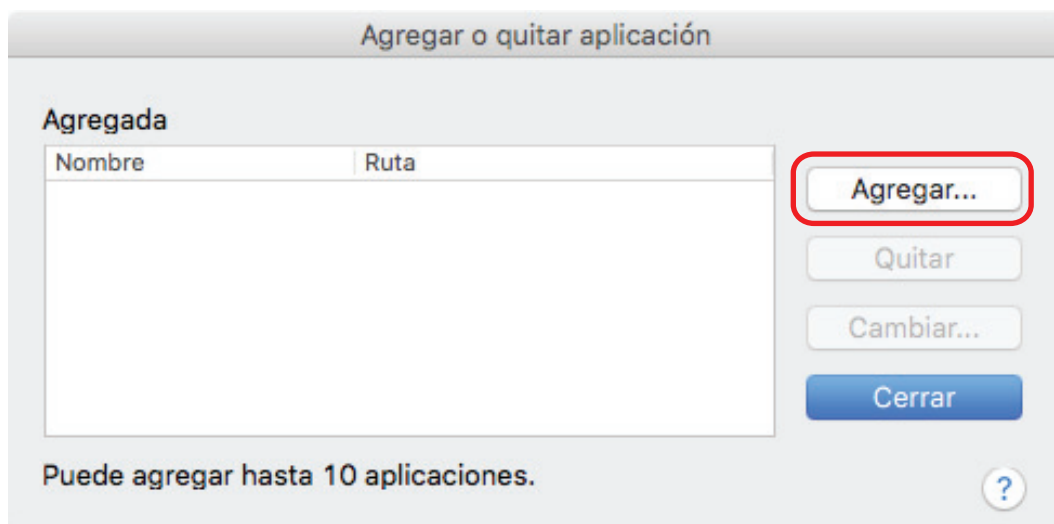 Agregar o quitar aplicación
Agregada
Nombre Ruta
Agregar...
Quitar
Cambiar...
Cerrar
Puede agregar hasta 10 aplicaciones.
?